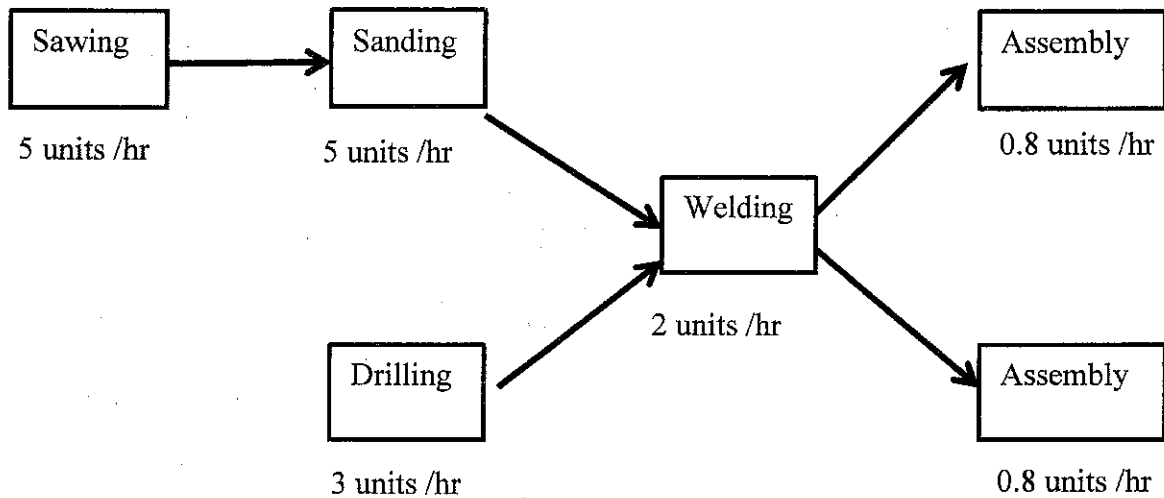 Sawing
Sanding
Assembly
5 units /hr
5 units /hr
0.8 units /hr
Welding
2 units /hr
Drilling
Assembly
3 units /hr
0.8 units /hr